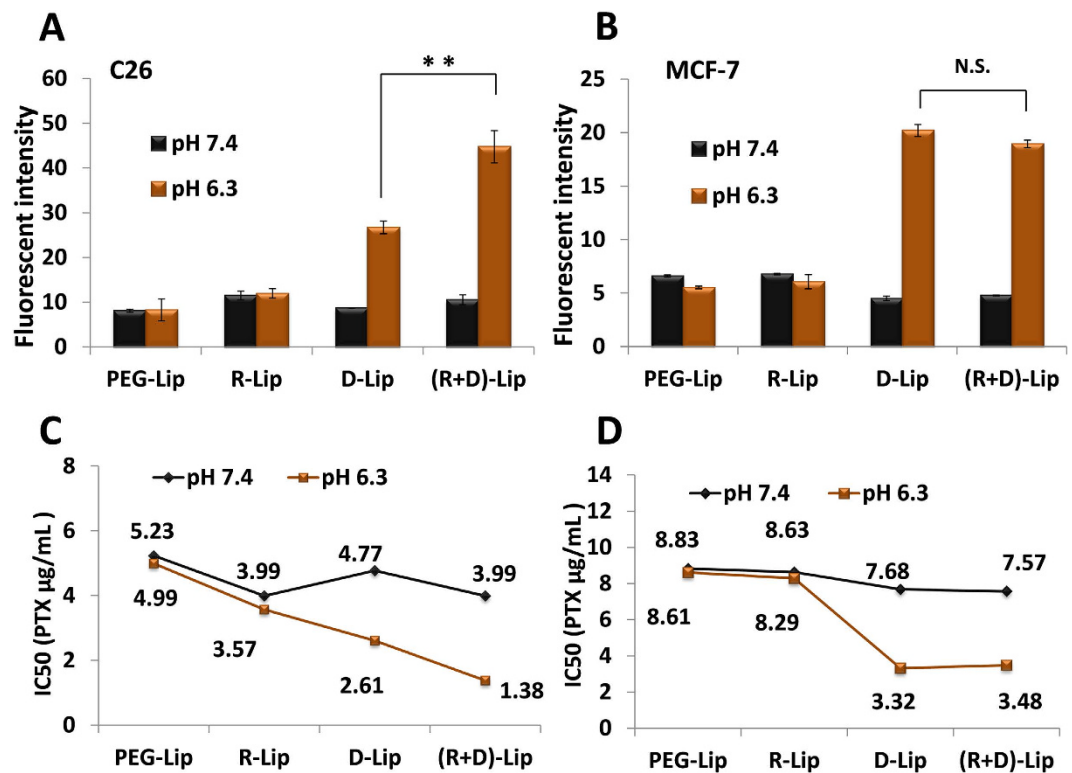 A
C26
* *
Fluorescent intensity
60
50
40
30
20
10
0
pH 7.4
pH 6.3
PEG-Lip R-Lip D-Lip (R+D)-Lip
B
MCF-7
N.S.
Fluorescent intensity
25
20
15
10
5
0
pH 7.4
pH 6.3
PEG-Lip R-Lip D-Lip (R+D)-Lip
C
IC50 (PTX µg/mL )
8
6
4
2
0
pH 7.4 pH 6.3
5.23 3.99 4.77 3.99
4.99 3.57 2.61 1.38
PEG-Lip R-Lip D-Lip (R+D)-Lip
D
IC50 (PTX µg/mL )
14
12
10
8
6
4
2
0
pH 7.4 pH 6.3
8.83 8.63 7.68 7.57
8.61 8.29 3.32 3.48
PEG-Lip R-Lip D-Lip (R+D)-Lip